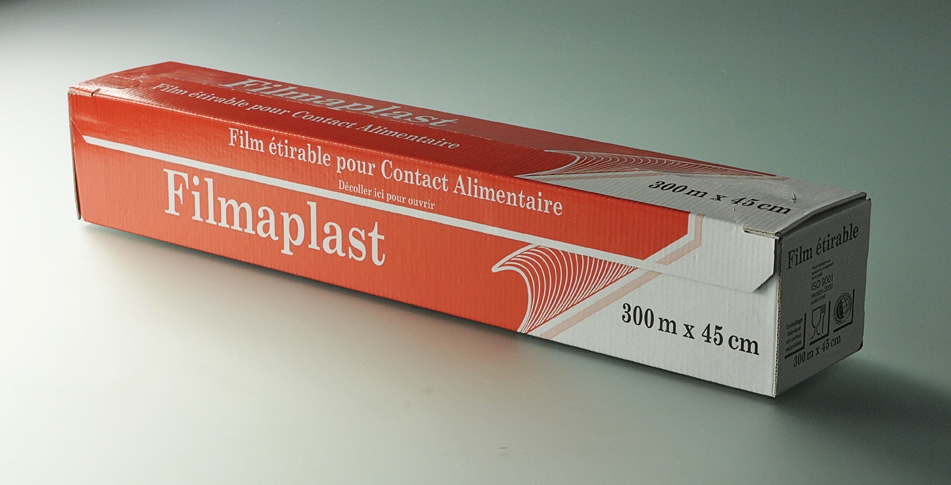 Filmaplast
Film étirable pour Contact Alimentaire
300 m x 45 cm
Film étirable pour Contact Alimentaire
Décoller ici pour ouvrir
Filmaplast
300 m x 45 cm
Film étirable
ISO 9001
300 m x 45 cm